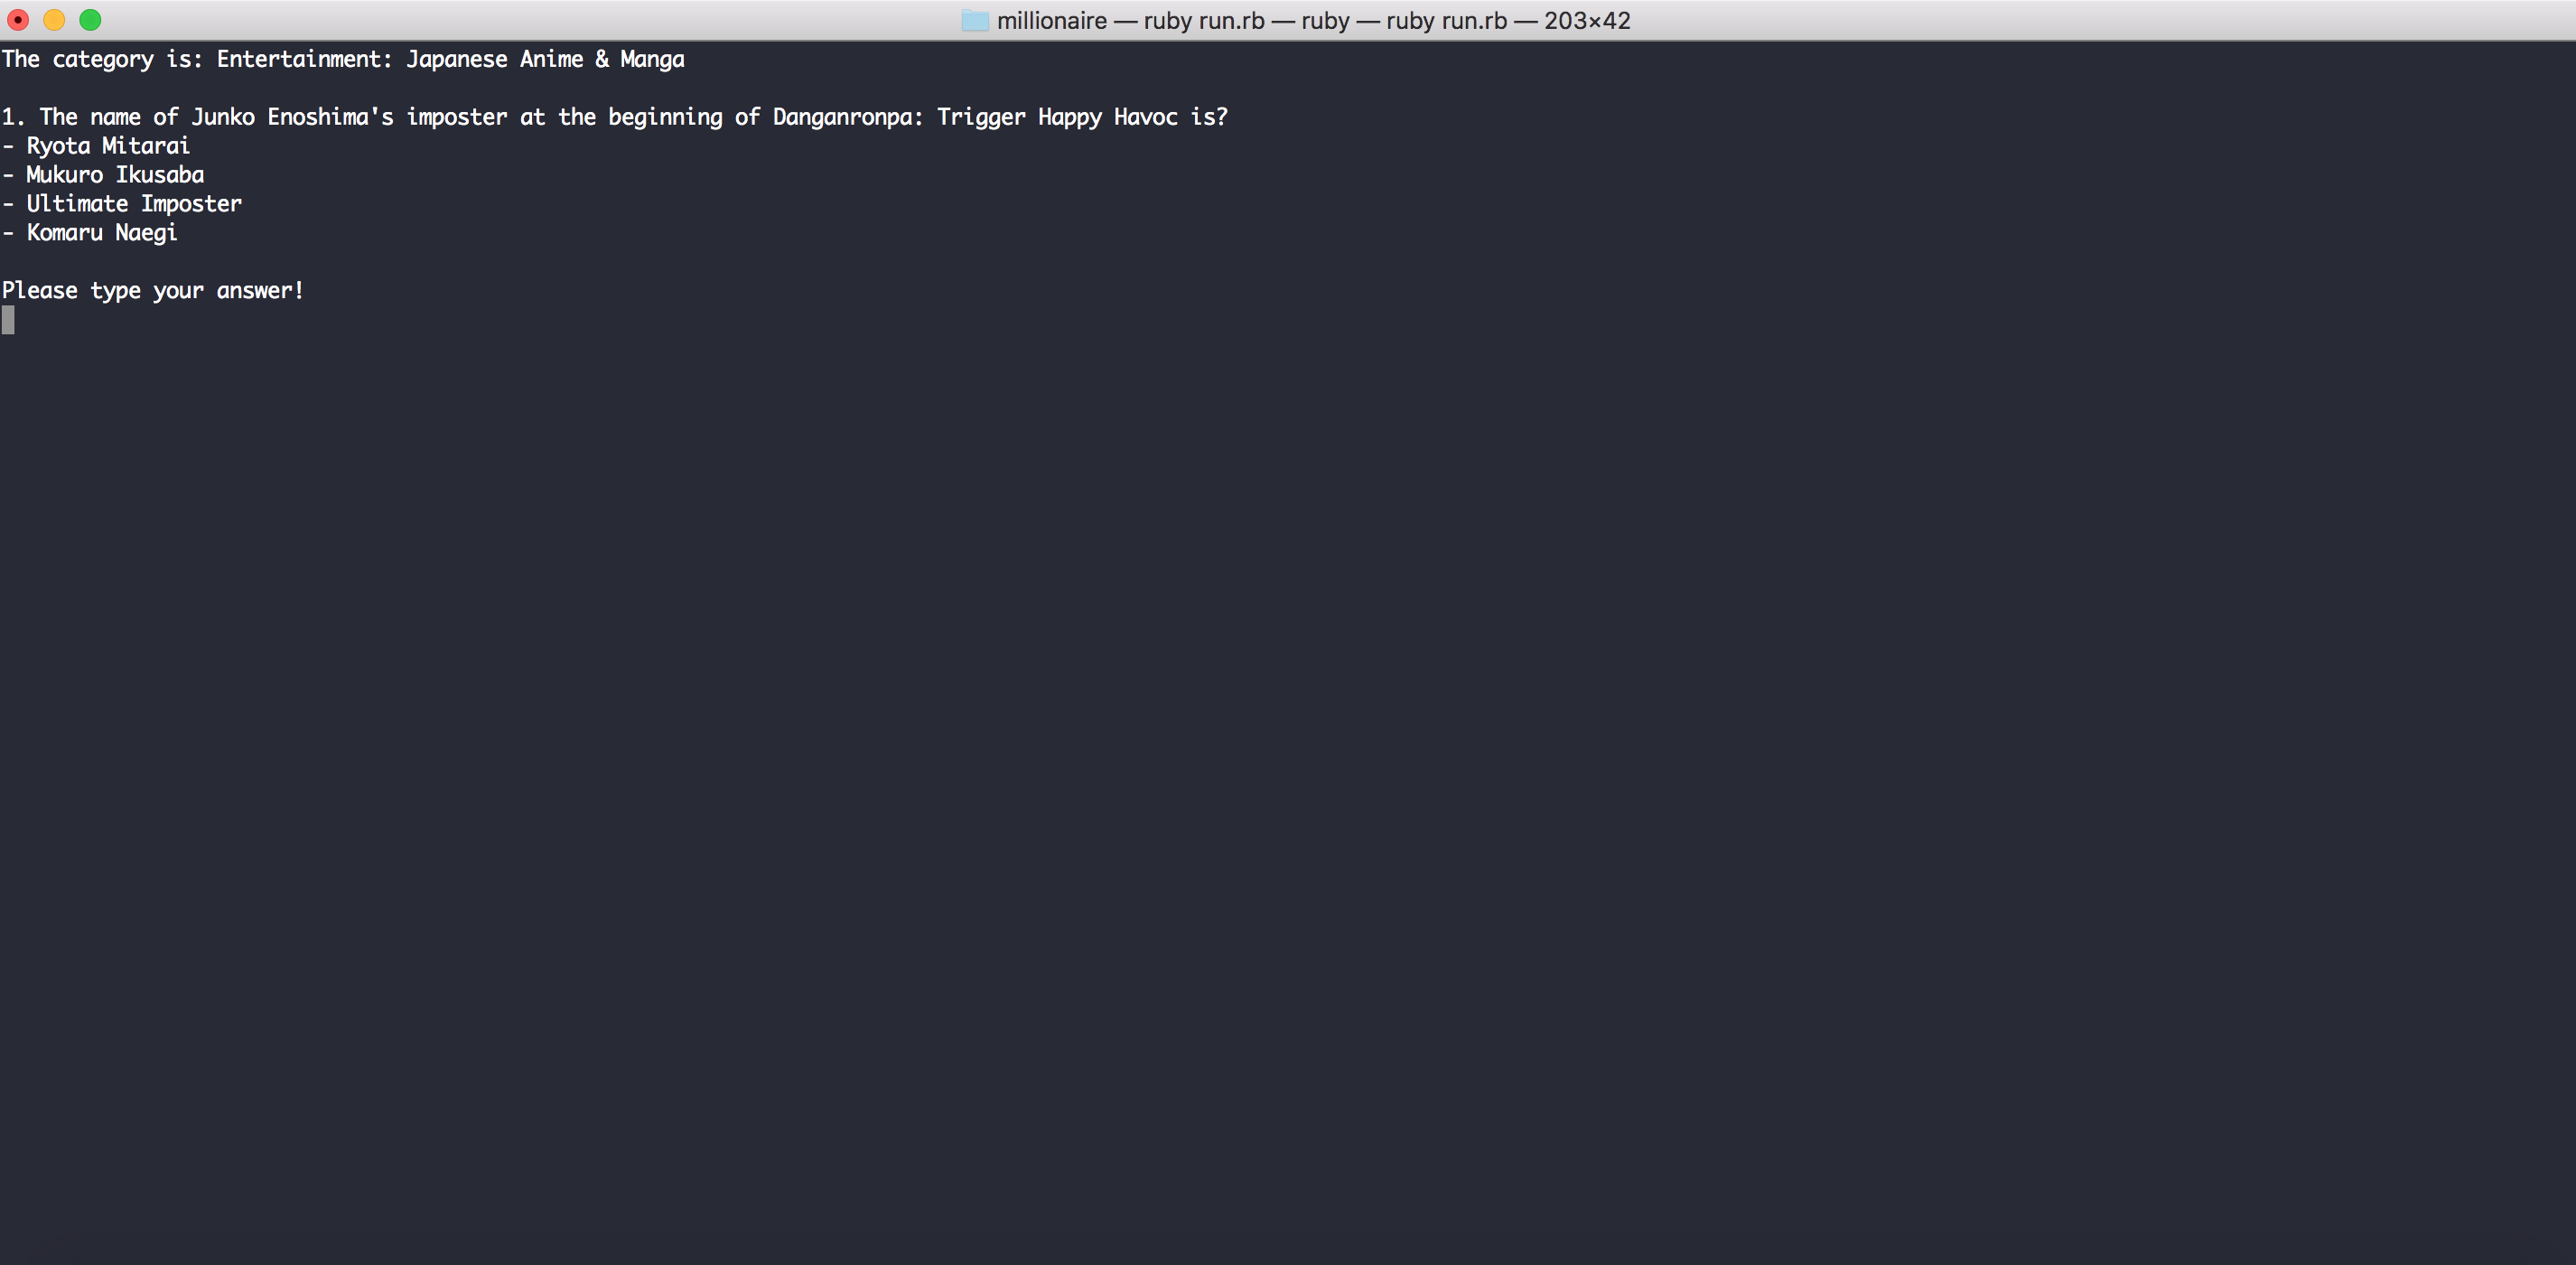 millionaire — ruby run.rb — ruby — ruby run.rb — 203×42
The category is: Entertainment: Japanese Anime & Manga
1. The name of Junko Enoshima's imposter at the beginning of Danganronpa: Trigger Happy Havoc is?
- Ryota Mitarai
- Mukuro Ikusaba
- Ultimate Imposter
- Komaru Naegi
Please type your answer!